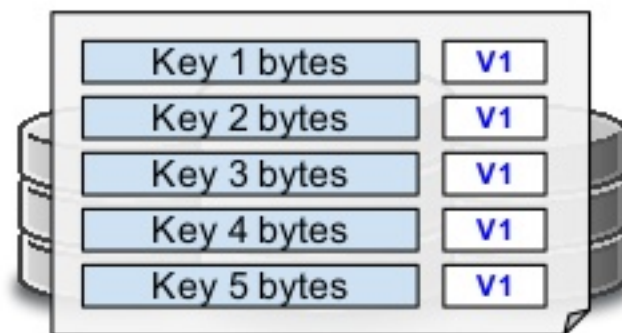 Key 1 bytes V1
Key 2 bytes V1
Key 3 bytes V1
Key 4 bytes V1
Key 5 bytes V1